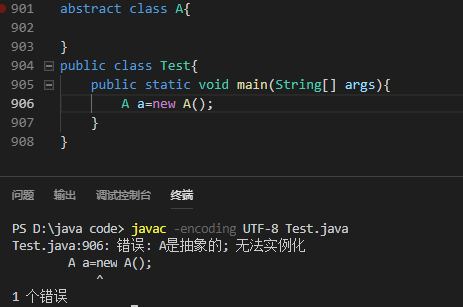 901 abstract class A{
902
903 }
904 public class Test{
905 public static void main(String[] args){
906 A a=new A();
907 }
908 }
问题 输出 调试控制台 终端
PS D:\java code> javac -encoding UTF-8 Test.java
Test.java:906: 错误: A是抽象的; 无法实例化
A a=new A();
^
1 个错误